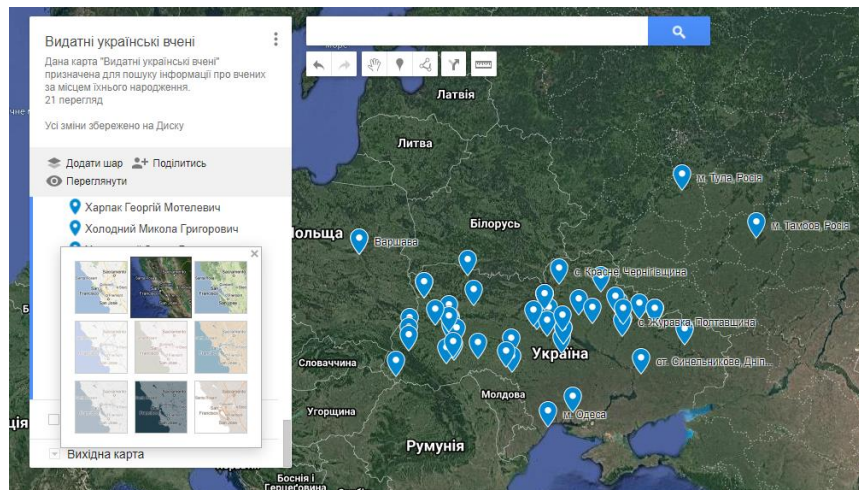 Видатні українські вчені
Дана карта "Видатні українські вчені"
призначена для пошуку інформації про вчених
за місцем їхнього народження.
21 перегляд
Усі зміни збережено на Диску
Додати шар Поділитись
Переглянути
Харпак Георгій Мотелевич
Холодний Микола Григорович
Вихідна карта
Латвія
Литва
м. Тула, Росія
Білорусь
м. Тамбов, Росія
Варшава
с. Красне, Чернігівщина
с. Журавка, Полтавщина
Україна
ст. Синельникове, Дніп...
Словаччина
Молдова
Угорщина
м. Одеса
Румунія
Боснія і